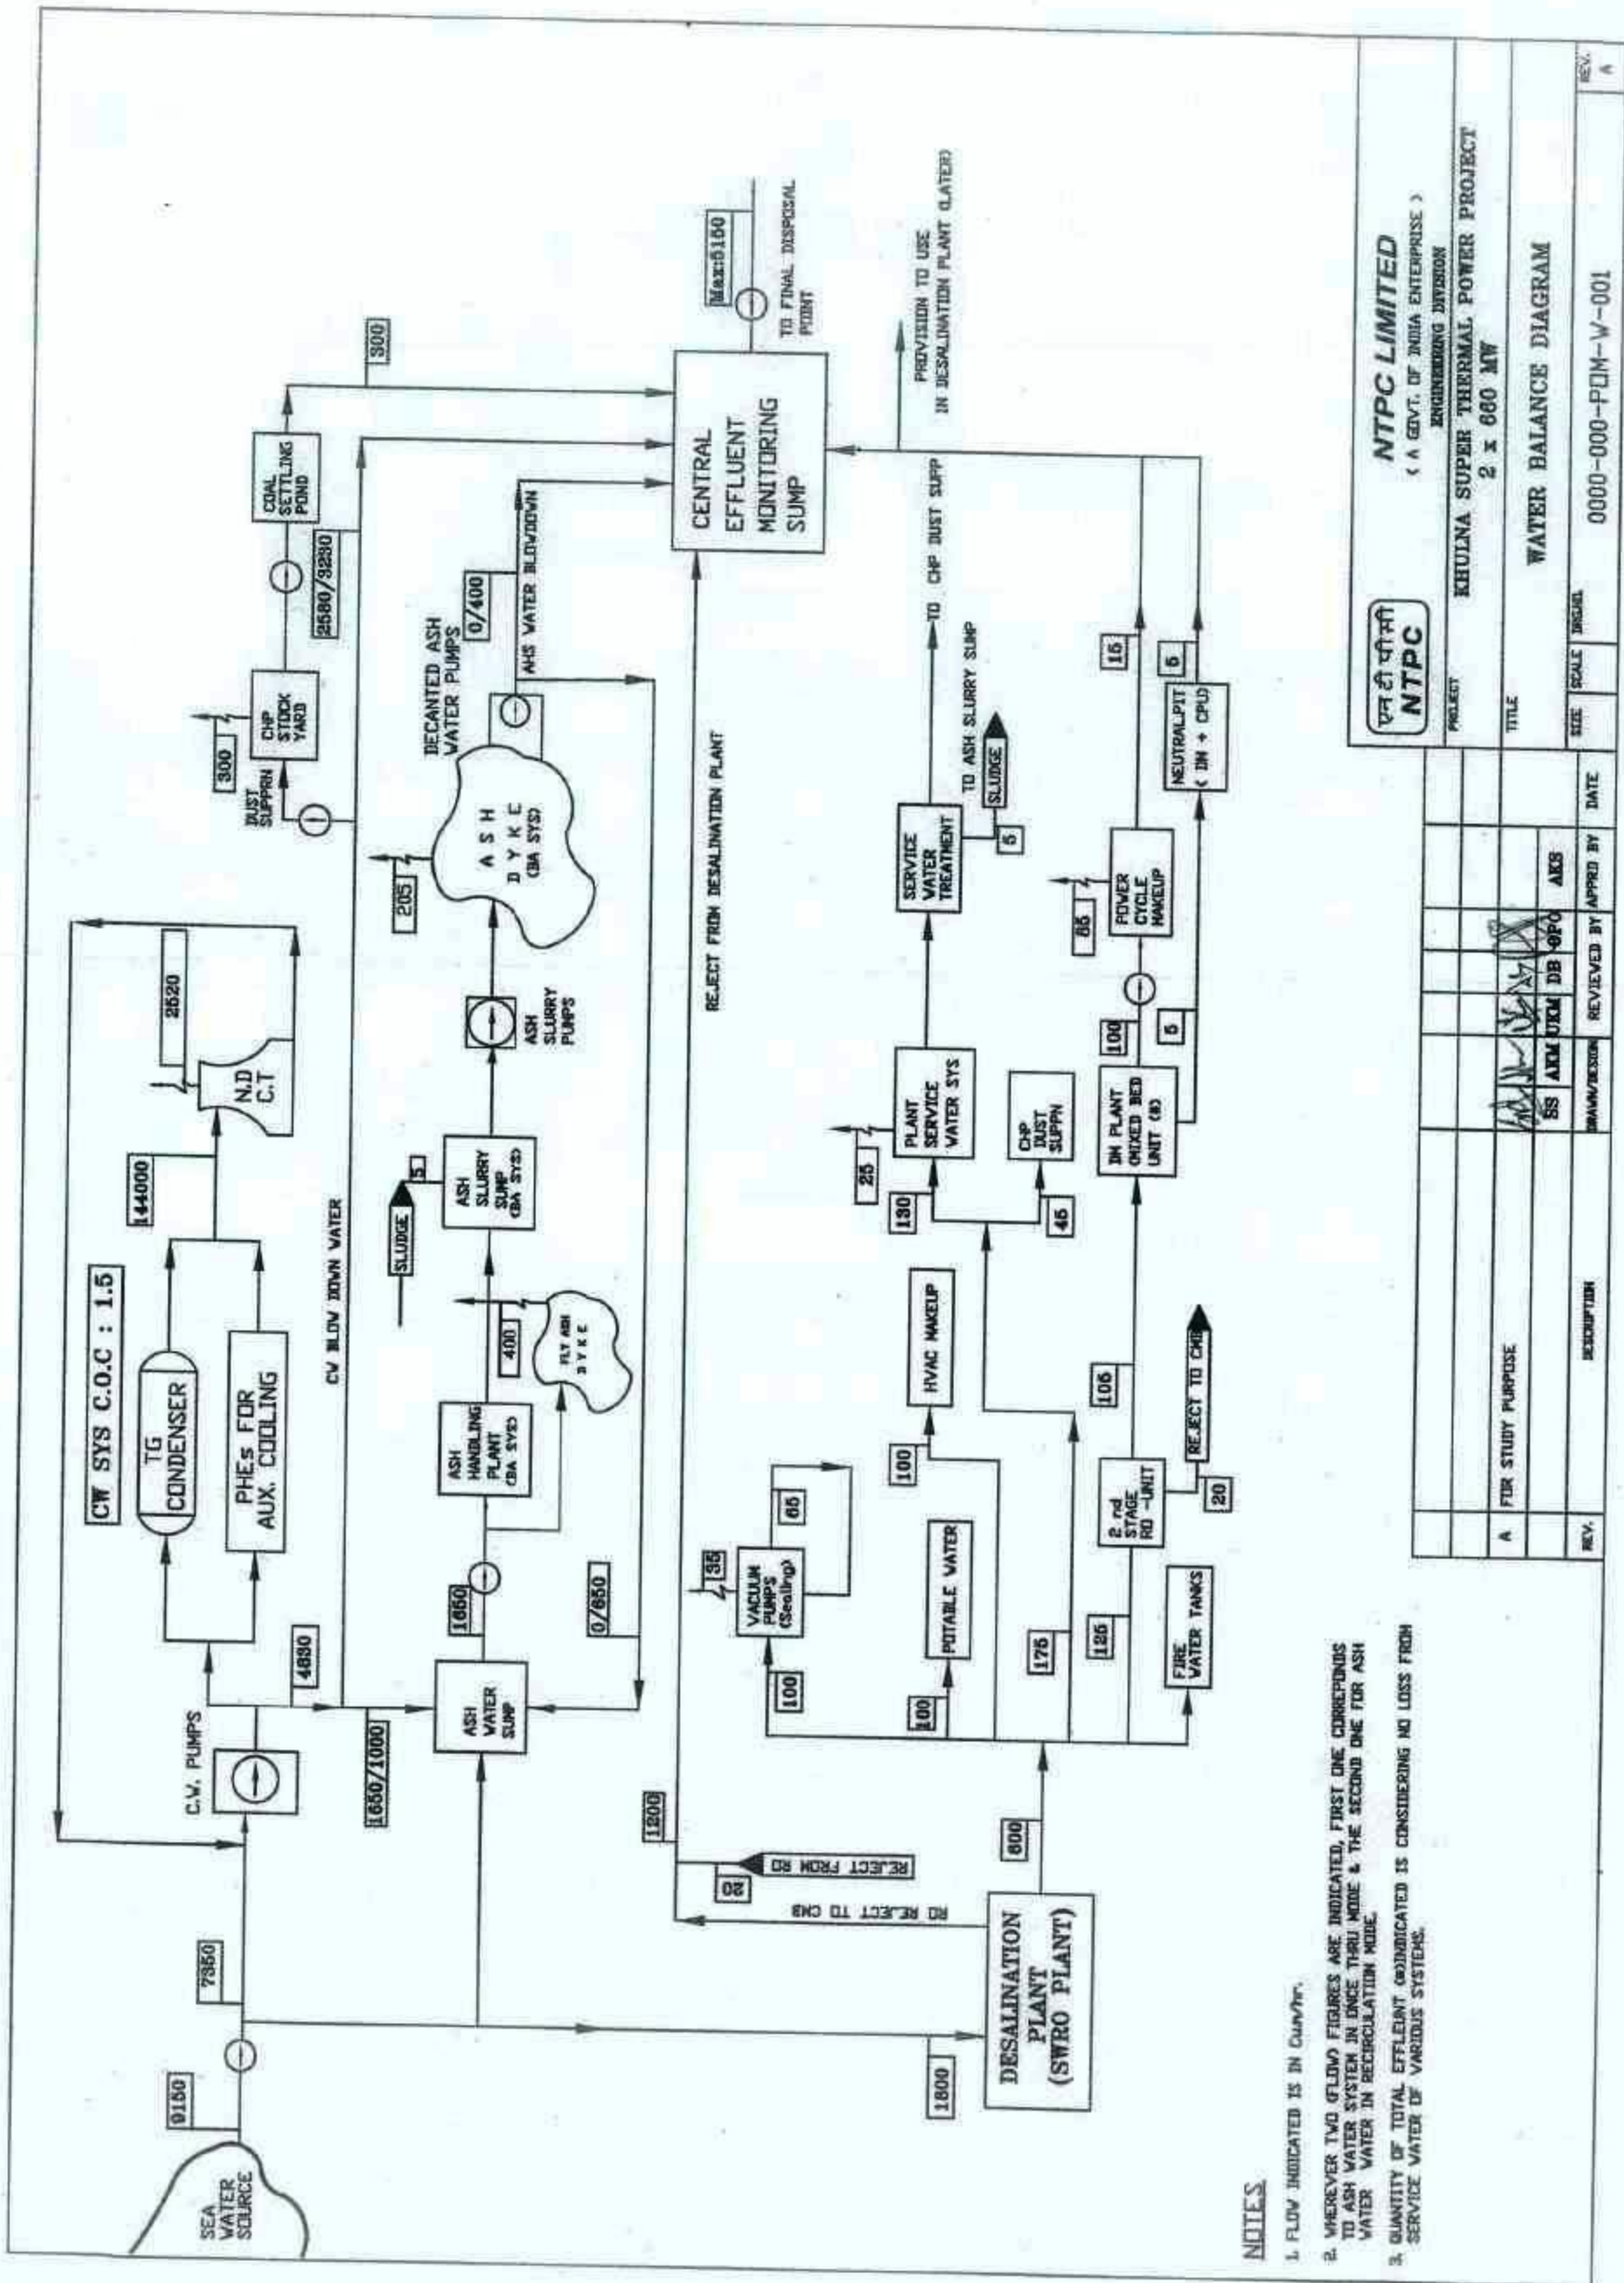 SEA
WATER
SOURCE
9150
7350
C.W. PUMPS
CW SYS C.O.C : 1.5
TG
CONDENSER
PHEs FOR
AUX. COOLING
144000
N.D
C.T
2520
4830
1650/1000
CW BLOW DOWN WATER
DUST
SUPPRN
300
CHP
STOCK
YARD
2580/3230
COAL
SETTLING
POND
300
ASH
WATER
SUMP
1650
ASH
HANDLING
PLANT
(BA SYS)
400
FLY ASH
DYKE
SLUDGE
5
ASH
SLURRY
SUMP
(BA SYS)
ASH
SLURRY
PUMPS
205
ASH
DYKE
(BA SYS)
DECANTED ASH
WATER PUMPS
0/400
AHS WATER BLOWDOWN
0/650
CENTRAL
EFFLUENT
MONITORING
SUMP
Max:5150
TO FINAL DISPOSAL
POINT
1200
REJECT FROM DESALINATION PLANT
20
REJECT FROM RO
RO REJECT TO CMB
1800
DESALINATION
PLANT
(SWRO PLANT)
600
35
VACUUM
PUMPS
(Sealing)
65
100
POTABLE WATER
100
HVAC MAKEUP
100
175
130
25
PLANT
SERVICE
WATER SYS
SERVICE
WATER
TREATMENT
TO CHP DUST SUPP
TO ASH SLURRY SUMP
SLUDGE
5
45
CHP
DUST
SUPPN
125
2 nd
STAGE
RO -UNIT
105
REJECT TO CMB
20
FIRE
WATER TANKS
DM PLANT
(MIXED BED
UNIT (S)
100
85
POWER
CYCLE
MAKEUP
15
5
NEUTRAL.PIT
( DM + CPU)
5
PROVISION TO USE
IN DESALINATION PLANT (LATER)
NOTES
1. FLOW INDICATED IS IN Cum/hr.
2. WHEREVER TWO (FLOW) FIGURES ARE INDICATED, FIRST ONE CORREPONDS
TO ASH WATER SYSTEM IN ONCE THRU MODE & THE SECOND ONE FOR ASH
WATER WATER IN RECIRCULATION MODE.
3. QUANTITY OF TOTAL EFFLEUNT INDICATED IS CONSIDERING NO LOSS FROM
SERVICE WATER OF VARIOUS SYSTEMS.
A FOR STUDY PURPOSE
SS AKM UKM DB OPO AKS
REV. DESCRIPTION DRAWN/DESIGN REVIEVED BY APPRD BY DATE
एन टी पी सी
NTPC
NTPC LIMITED
( A GOVT. OF INDIA ENTERPRISE )
ENGINEERING DIVISION
PROJECT
KHULNA SUPER THERMAL POWER PROJECT
2 x 660 MW
TITLE
WATER BALANCE DIAGRAM
SIZE SCALE DRG.NO.
0000-000-POM-W-001
REV.
A